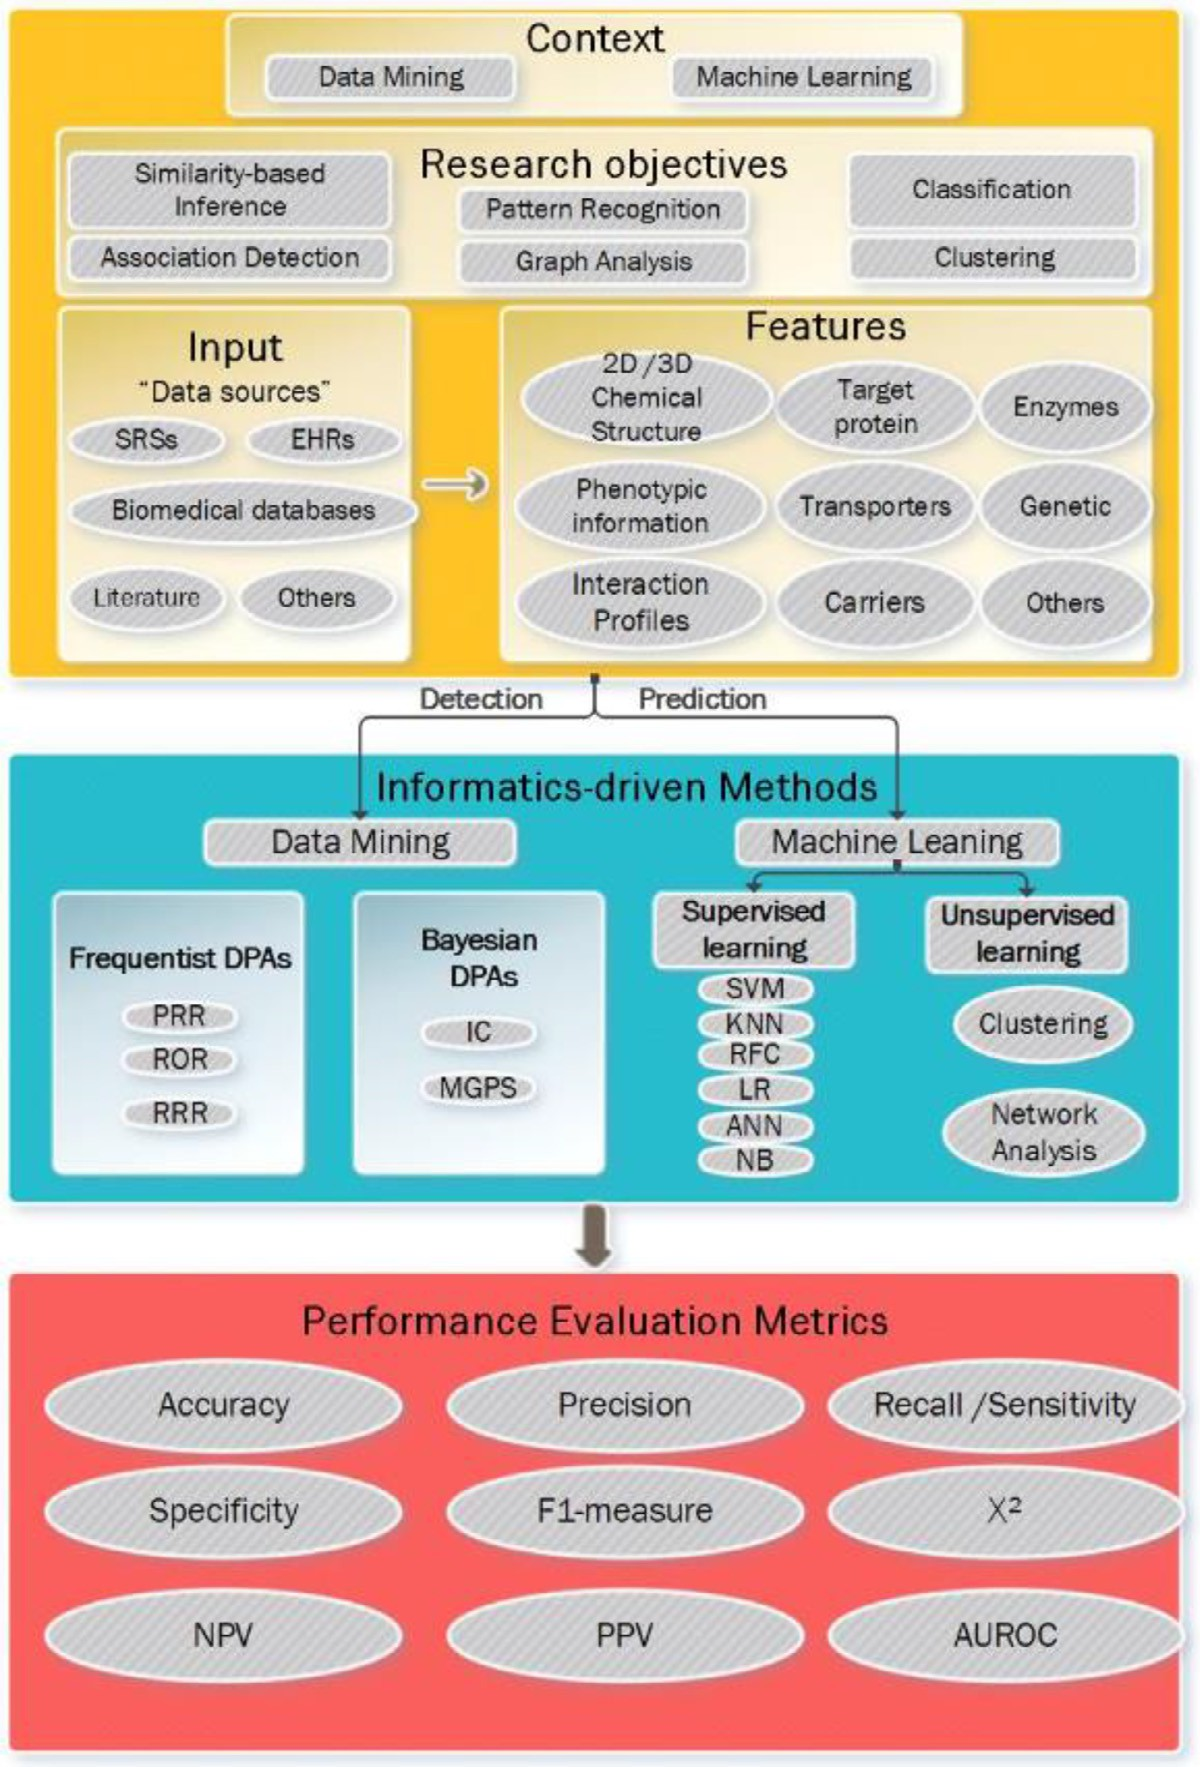 Context
Data Mining
Machine Learning
Research objectives
Similarity-based
Inference
Pattern Recognition
Classification
Association Detection
Graph Analysis
Clustering
Input
“Data sources”
SRSs
EHRs
Biomedical databases
Literature
Others
Features
2D /3D
Chemical
Structure
Target
protein
Enzymes
Phenotypic
information
Transporters
Genetic
Interaction
Profiles
Carriers
Others
Detection
Prediction
Informatics-driven Methods
Data Mining
Machine Leaning
Frequentist DPAs
PRR
ROR
RRR
Bayesian
DPAs
IC
MGPS
Supervised
learning
SVM
KNN
RFC
LR
ANN
NB
Unsupervised
learning
Clustering
Network
Analysis
Performance Evaluation Metrics
Accuracy
Precision
Recall /Sensitivity
Specificity
F1-measure
X²
NPV
PPV
AUROC